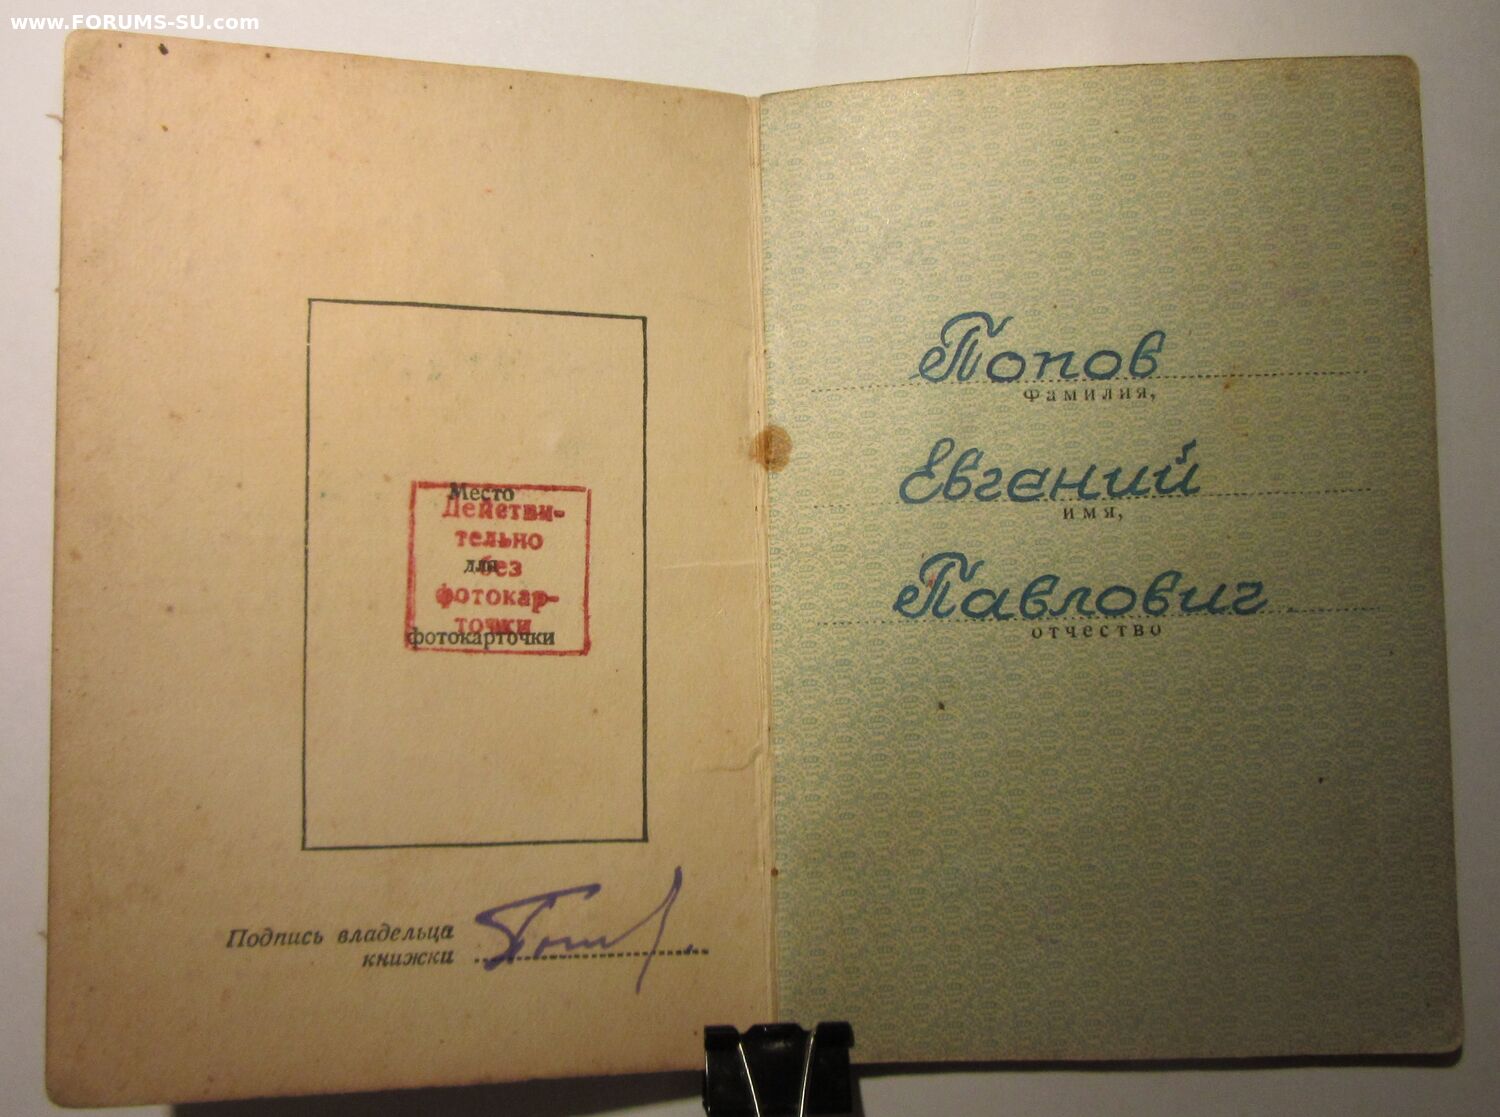 www.FORUMS-SU.com
Место
Действи-
тельно
для
без
фотокар-
точки
фотокарточки
Подпись владельца
книжки
Попов
фамилия,
Евгений
имя,
Павлович
отчество